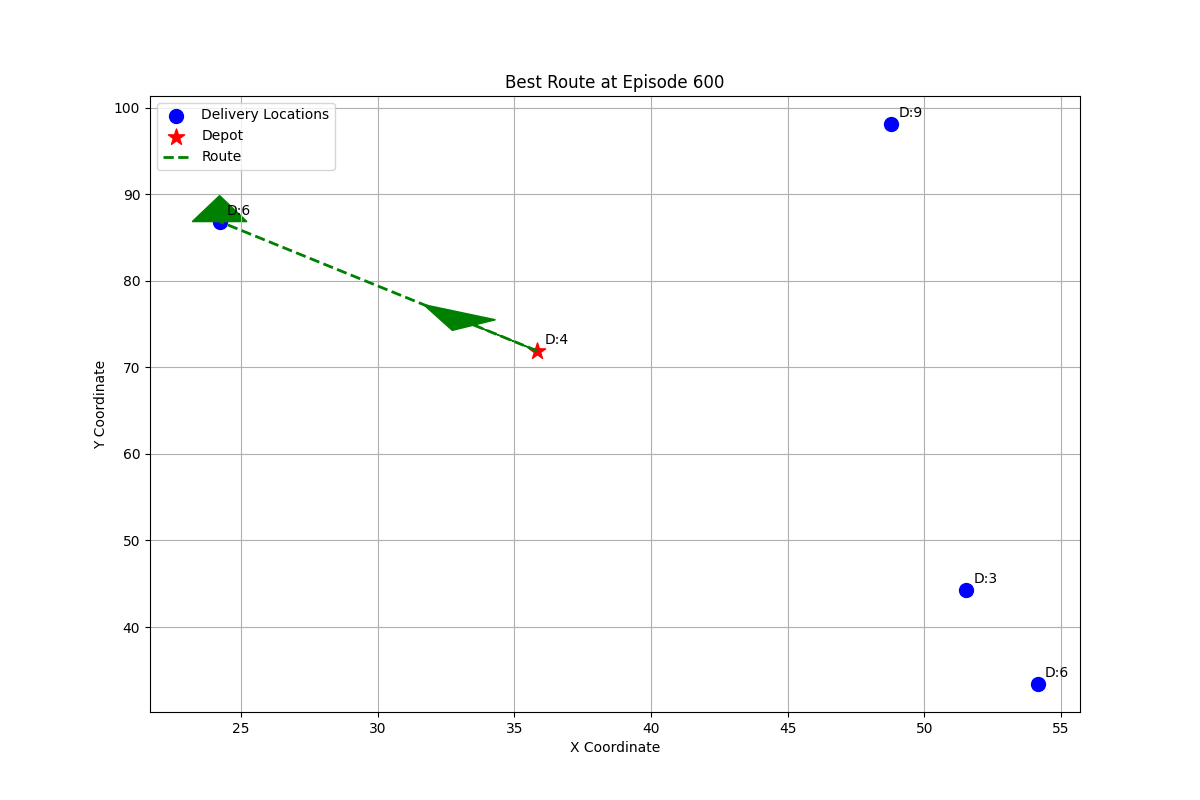 Best Route at Episode 600
Delivery Locations
Depot
Route
D:9
D:6
D:4
D:3
D:6
100
90
80
70
60
50
40
Y Coordinate
25 30 35 40 45 50 55
X Coordinate